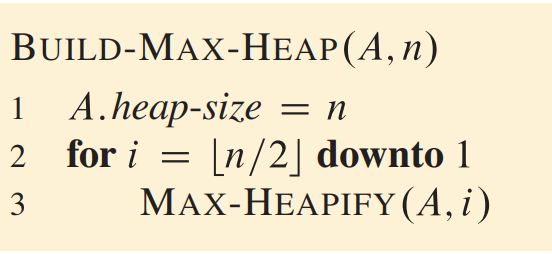 BUILD-MAX-HEAP(A, n)
1 A.heap-size = n
2 for i = ⌊n/2⌋ downto 1
3 MAX-HEAPIFY(A, i)